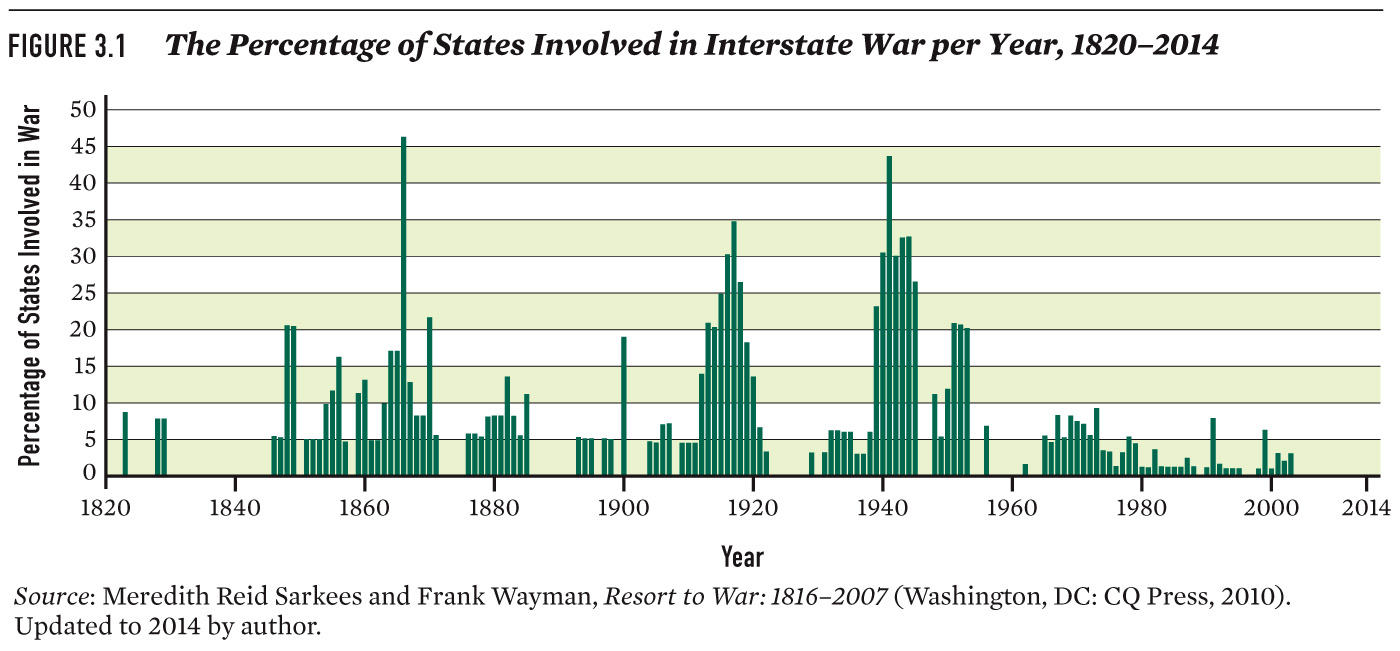 FIGURE 3.1 The Percentage of States Involved in Interstate War per Year, 1820–2014
Percentage of States Involved in War
50
45
40
35
30
25
20
15
10
5
0
1820 1840 1860 1880 1900 1920 1940 1960 1980 2000 2014
Year
Source: Meredith Reid Sarkees and Frank Wayman, Resort to War: 1816–2007 (Washington, DC: CQ Press, 2010).
Updated to 2014 by author.